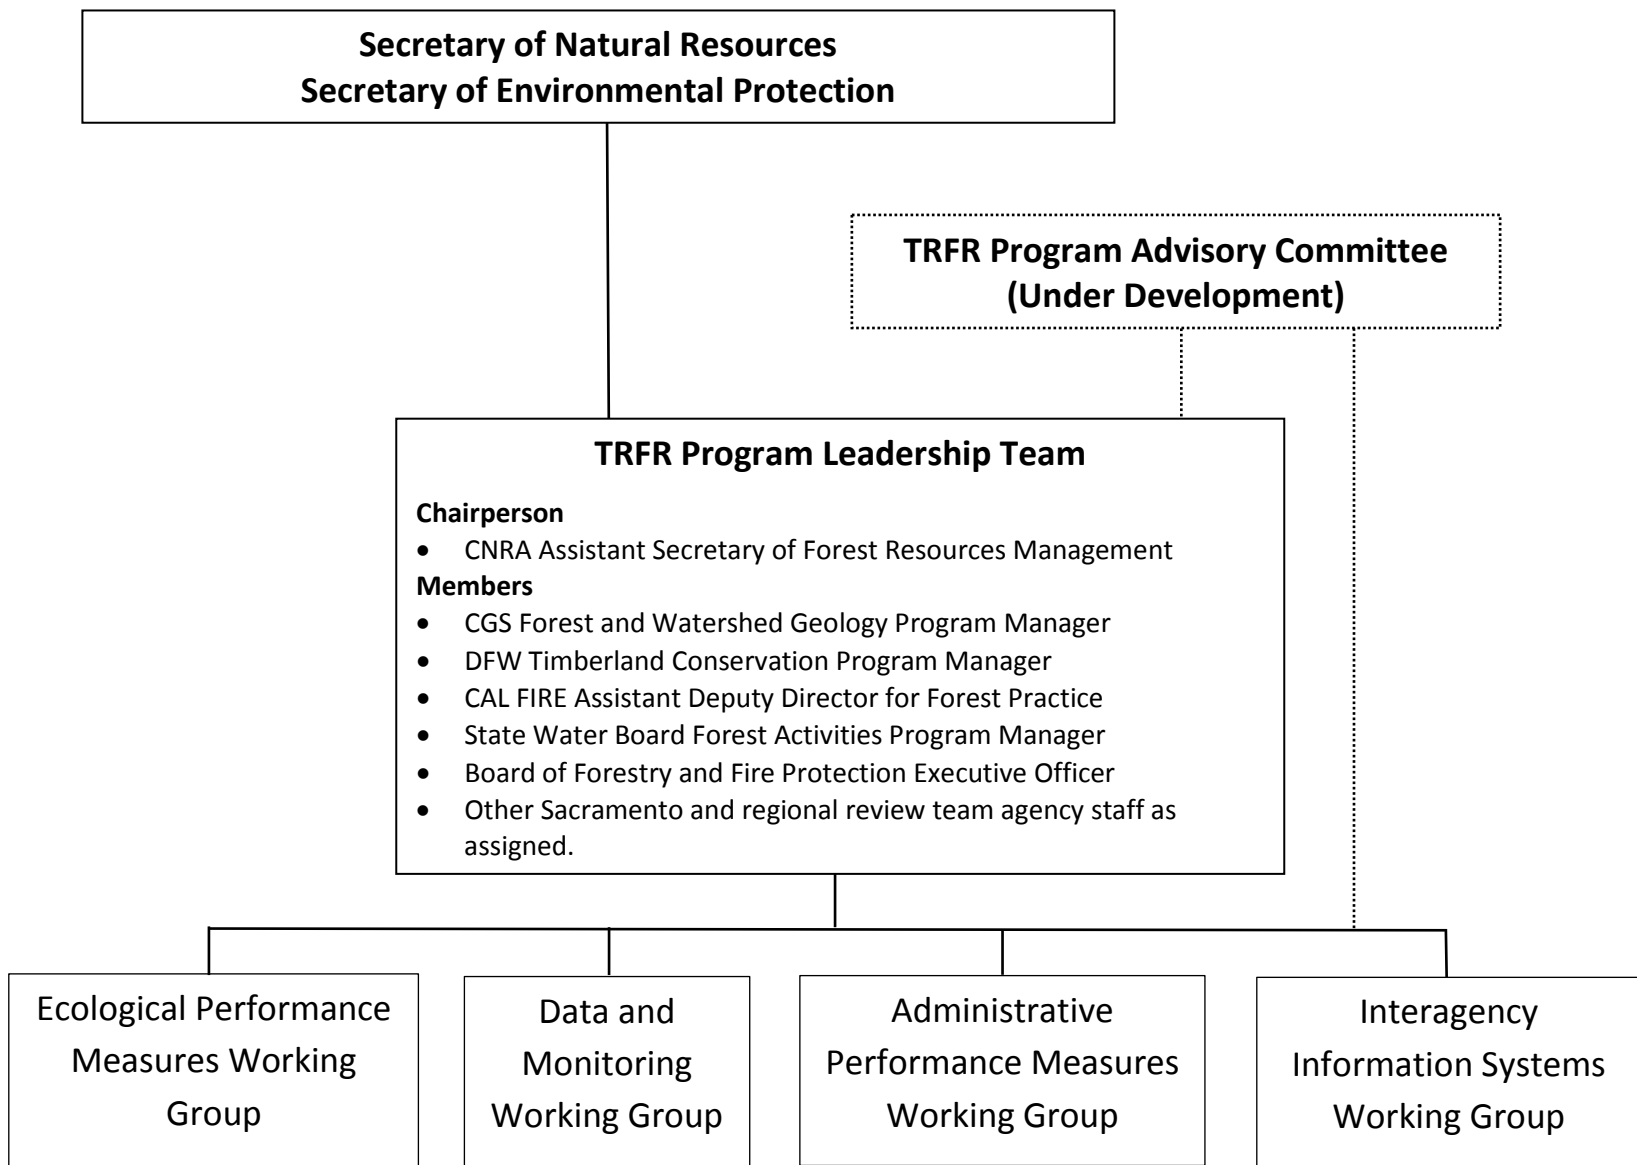 Secretary of Natural Resources
Secretary of Environmental Protection
TRFR Program Advisory Committee
(Under Development)
TRFR Program Leadership Team
Chairperson
• CNRA Assistant Secretary of Forest Resources Management
Members
• CGS Forest and Watershed Geology Program Manager
• DFW Timberland Conservation Program Manager
• CAL FIRE Assistant Deputy Director for Forest Practice
• State Water Board Forest Activities Program Manager
• Board of Forestry and Fire Protection Executive Officer
• Other Sacramento and regional review team agency staff as
assigned.
Ecological Performance
Measures Working
Group
Data and
Monitoring
Working Group
Administrative
Performance Measures
Working Group
Interagency
Information Systems
Working Group